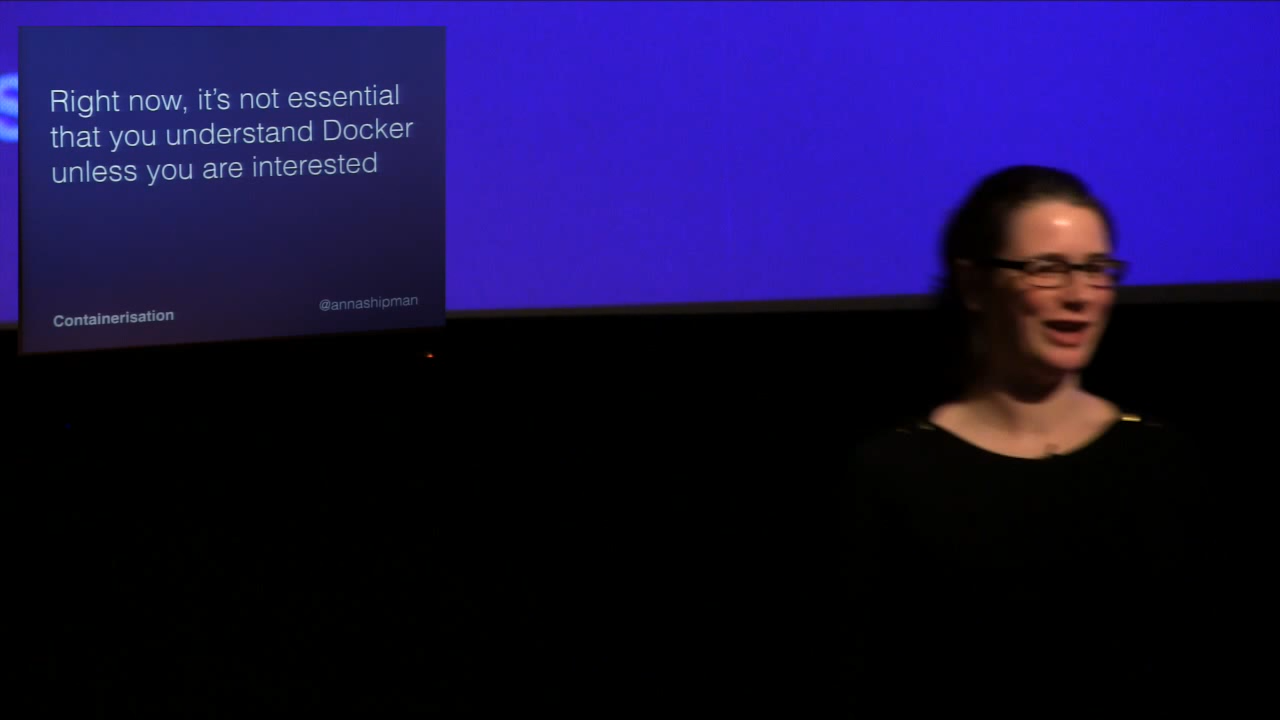 Right now, it's not essential
that you understand Docker
unless you are interested
Containerisation
@annashipman